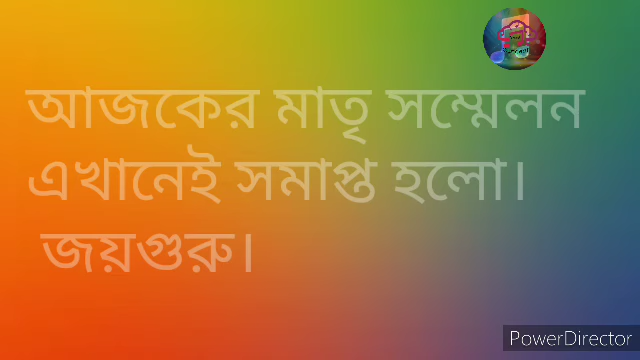 আজকের মাতৃ সম্মেলন
এখানেই সমাপ্ত হলো।
জয়গুরু।
PowerDirector